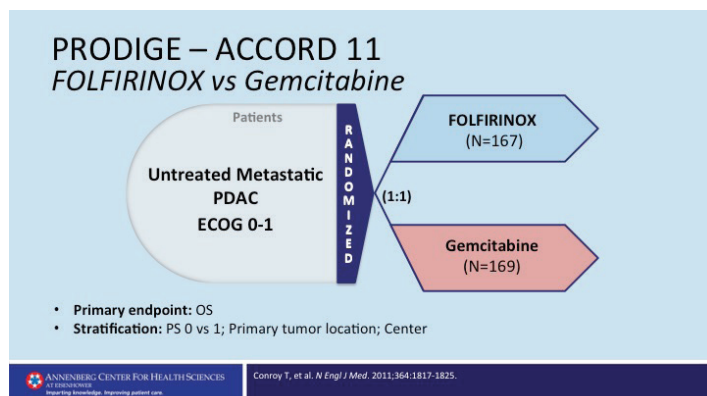 PRODIGE – ACCORD 11
FOLFIRINOX vs Gemcitabine
Patients
Untreated Metastatic
PDAC
ECOG 0-1
RANDOMIZED
(1:1)
FOLFIRINOX
(N=167)
Gemcitabine
(N=169)
• Primary endpoint: OS
• Stratification: PS 0 vs 1; Primary tumor location; Center
ANNENBERG CENTER FOR HEALTH SCIENCES
AT EISENHOWER
Imparting knowledge. Improving patient care.
Conroy T, et al. N Engl J Med. 2011;364:1817-1825.